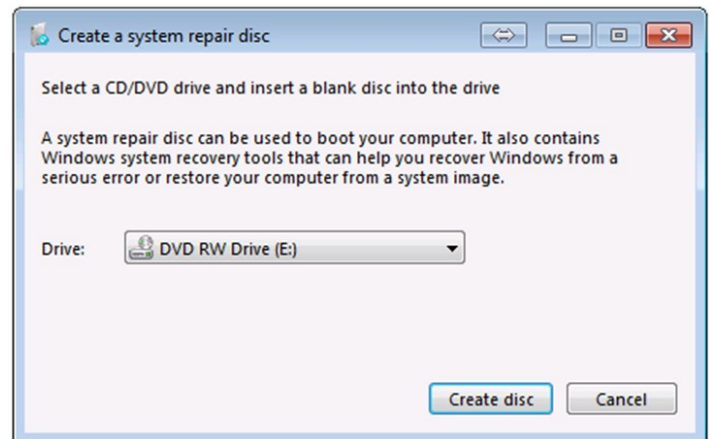 Create a system repair disc
Select a CD/DVD drive and insert a blank disc into the drive
A system repair disc can be used to boot your computer. It also contains
Windows system recovery tools that can help you recover Windows from a
serious error or restore your computer from a system image.
Drive: DVD RW Drive (E:)
Create disc Cancel